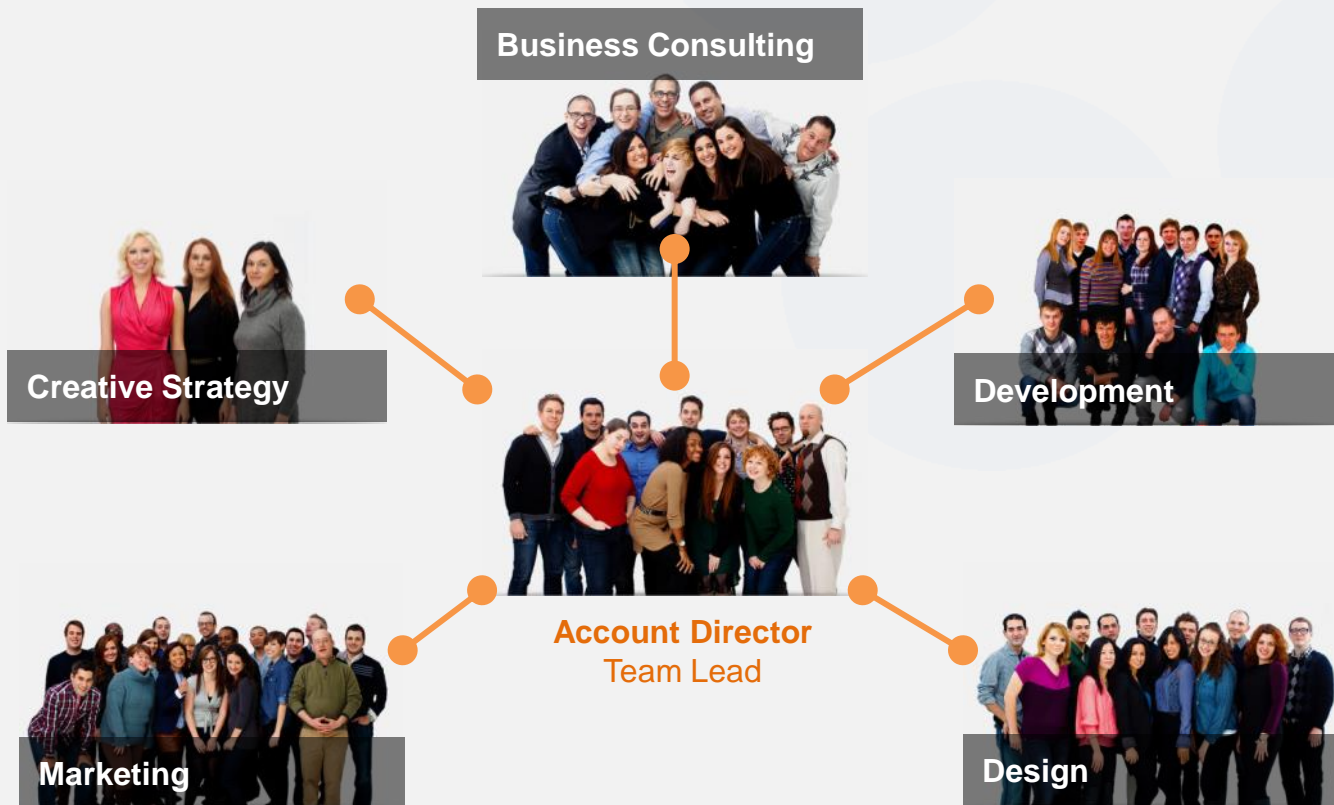 Business Consulting
Creative Strategy
Development
Account Director
Team Lead
Marketing
Design